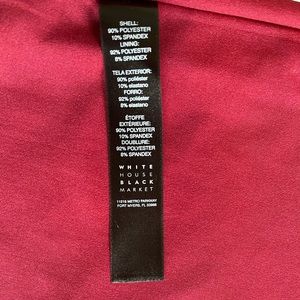 SHELL:
90% POLYESTER
10% SPANDEX
LINING:
92% POLYESTER
8% SPANDEX
TELA EXTERIOR:
90% poliéster
10% elastano
FORRO:
92% poliéster
8% elastano
ÉTOFFE
EXTÉRIEURE:
90% POLYESTER
10% SPANDEX
DOUBLURE:
92% POLYESTER
8% SPANDEX
WHITE
HOUSE
BLACK
MARKET
11215 METRO PARKWAY
FORT MYERS, FL 33966